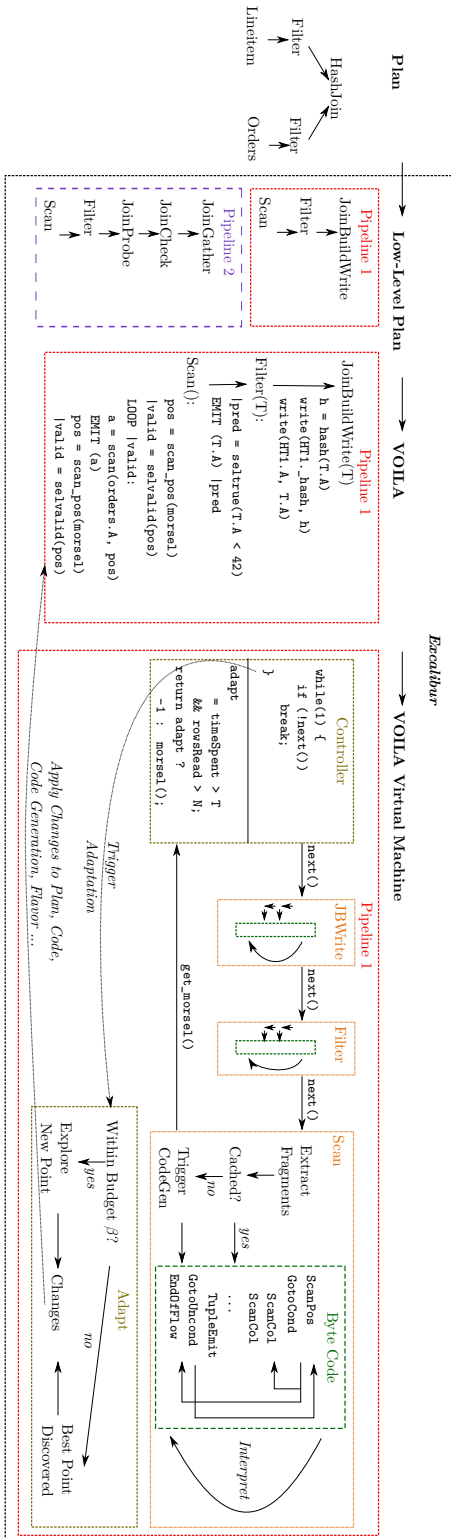 Excalibur
Plan
Low-Level Plan
VOILA
VOILA Virtual Machine
HashJoin
Filter
Filter
Lineitem
Orders
Pipeline 1
JoinBuildWrite
Filter
Scan
Pipeline 2
JoinGather
JoinCheck
JoinProbe
Filter
Scan
Pipeline 1
JoinBuildWrite(T)
h = hash(T.A)
write(HT1._hash, h)
write(HT1.A, T.A)
Filter(T):
|pred = seltrue(T.A < 42)
EMIT (T.A) |pred
Scan():
pos = scan_pos(morsel)
|valid = selvalid(pos)
LOOP |valid:
a = scan(orders.A, pos)
EMIT (a)
pos = scan_pos(morsel)
|valid = selvalid(pos)
Pipeline 1
Controller
while(1) {
if (!next())
break;
}
adapt
= timeSpent > T
&& rowsRead > N;
return adapt ?
-1 : morsel();
next()
JBWrite
next()
Filter
next()
get_morsel()
Scan
Extract
Fragments
Cached?
yes
no
Trigger
CodeGen
Byte Code
ScanPos
GotoCond
ScanCol
ScanCol
...
TupleEmit
GotoUncond
EndOfFlow
Interpret
Trigger
Adaptation
Adapt
Within Budget β?
yes
no
Explore
New Point
Changes
Best Point
Discovered
Apply Changes to Plan, Code,
Code Generation, Flavor ...